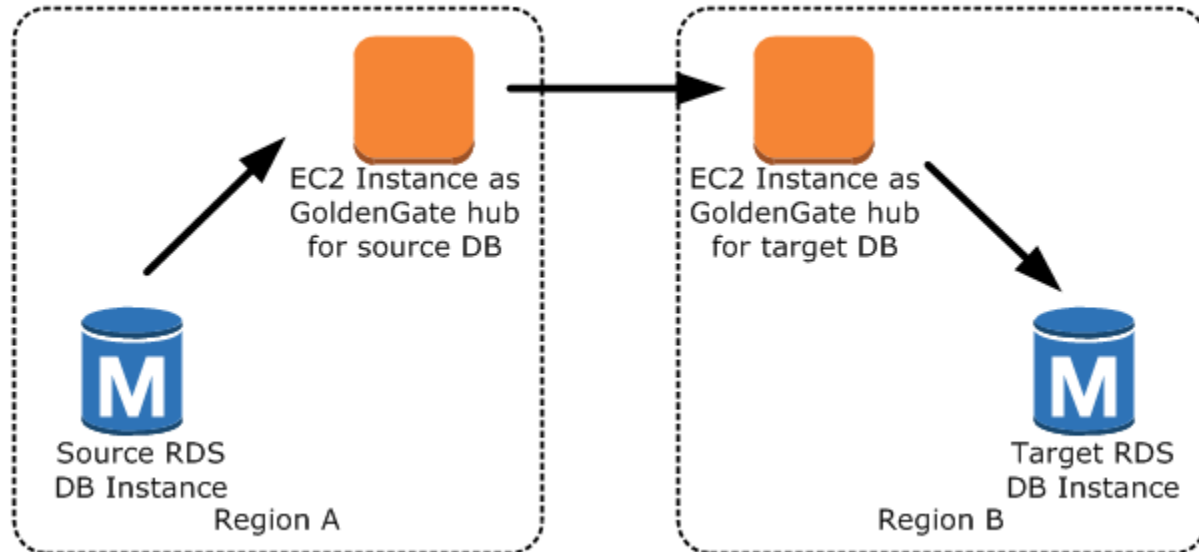 EC2 Instance as
GoldenGate hub
for source DB
M
Source RDS
DB Instance
Region A
EC2 Instance as
GoldenGate hub
for target DB
M
Target RDS
DB Instance
Region B